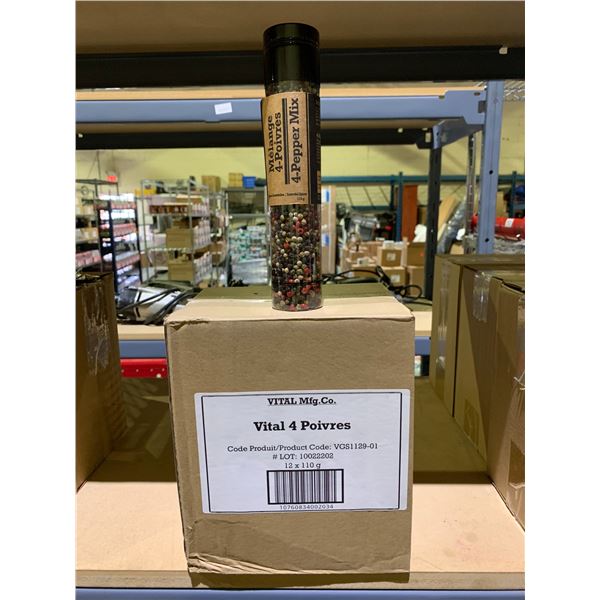 Mélange
4-Poivres
4-Pepper Mix
VITAL Mfg.Co.
Vital 4 Poivres
Code Produit/Product Code: VGS1129-01
# LOT: 10022202
12 x 110 g
10760834002034